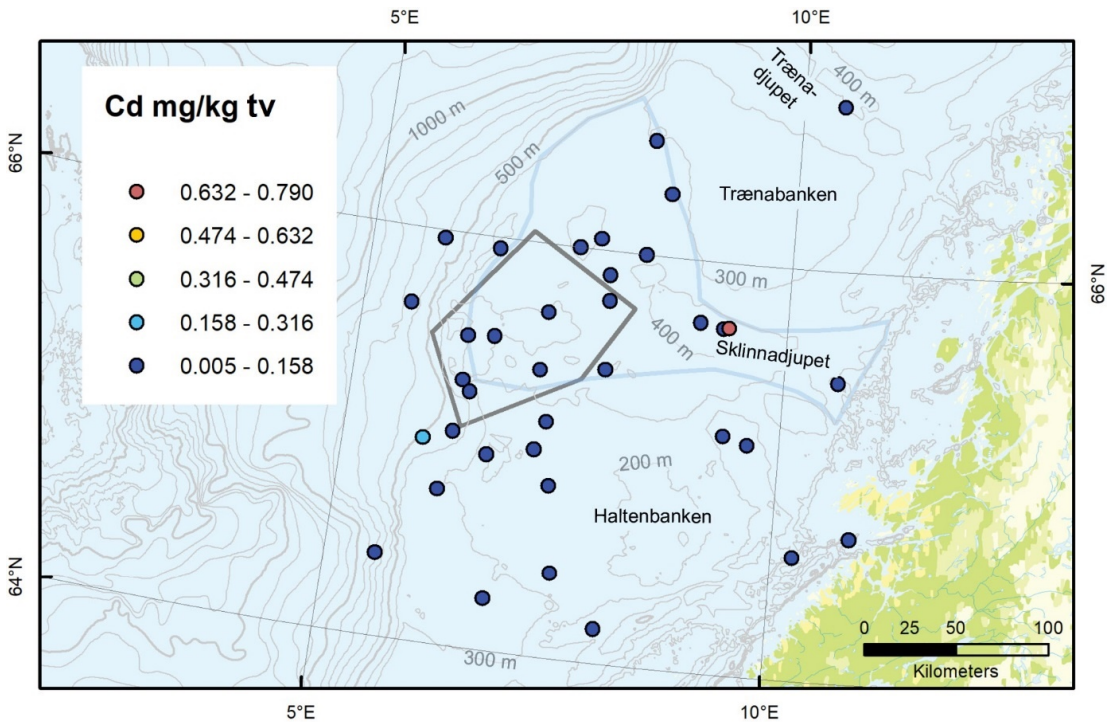 5°E
10°E
Cd mg/kg tv
0.632 - 0.790
0.474 - 0.632
0.316 - 0.474
0.158 - 0.316
0.005 - 0.158
1000 m
500 m
Træna-
djupet
400 m
Trænabanken
300 m
400 m
Sklinnadjupet
200 m
Haltenbanken
300 m
66°N
66°N
64°N
0 25 50 100
Kilometers
5°E
10°E